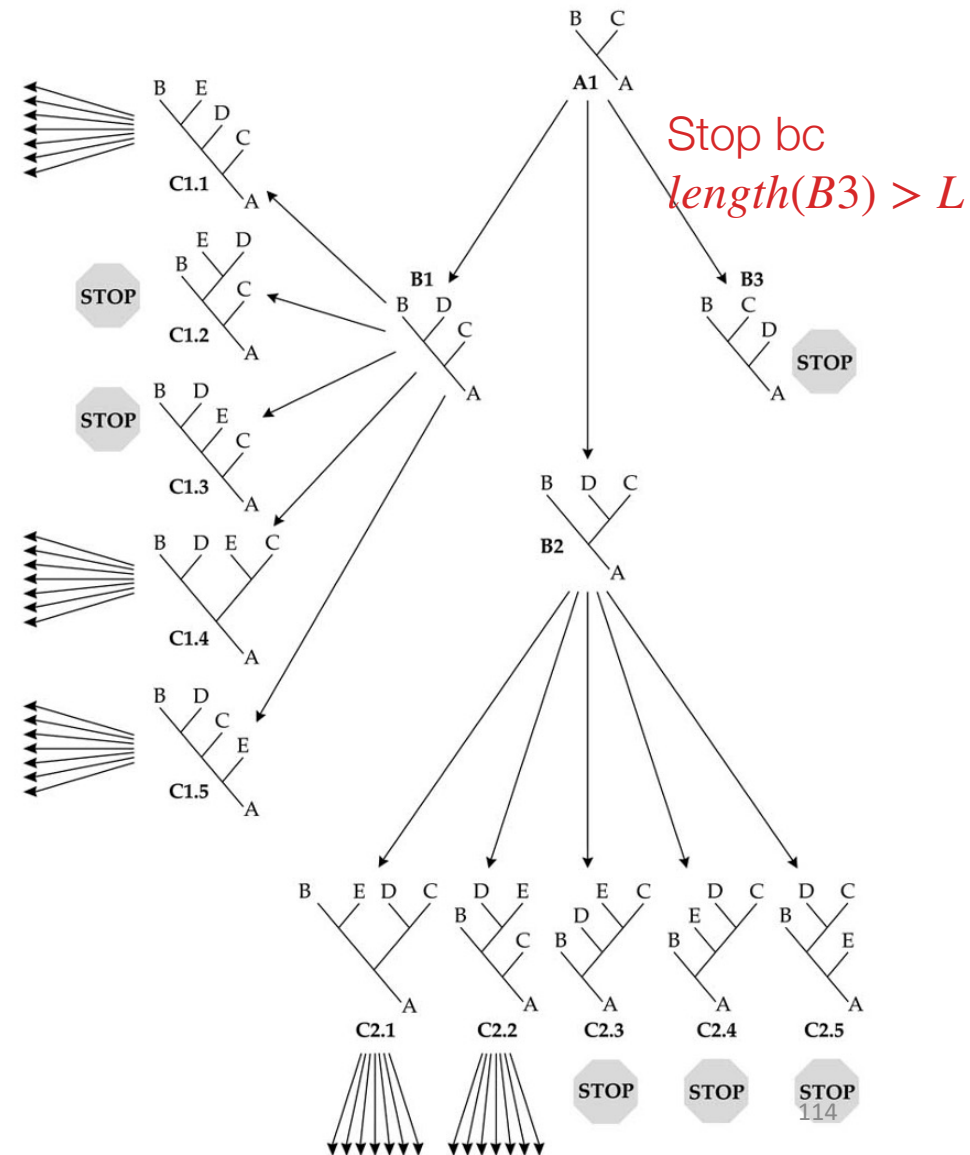 B C
A1 A
Stop bc
length(B3) > L
B E
D
C
C1.1
A
E D
B
C
STOP
C1.2
A
B1
B D
C
A
B3
B C
D
STOP
A
B D
E
STOP
C
C1.3
A
B D C
B2
A
B D E C
C1.4
A
B D
C
E
C1.5
A
B E D C
A
C2.1
D E
B
C
A
C2.2
E C
D
B
A
C2.3
STOP
D C
E
B
A
C2.4
STOP
D C
B
E
A
C2.5
STOP
114